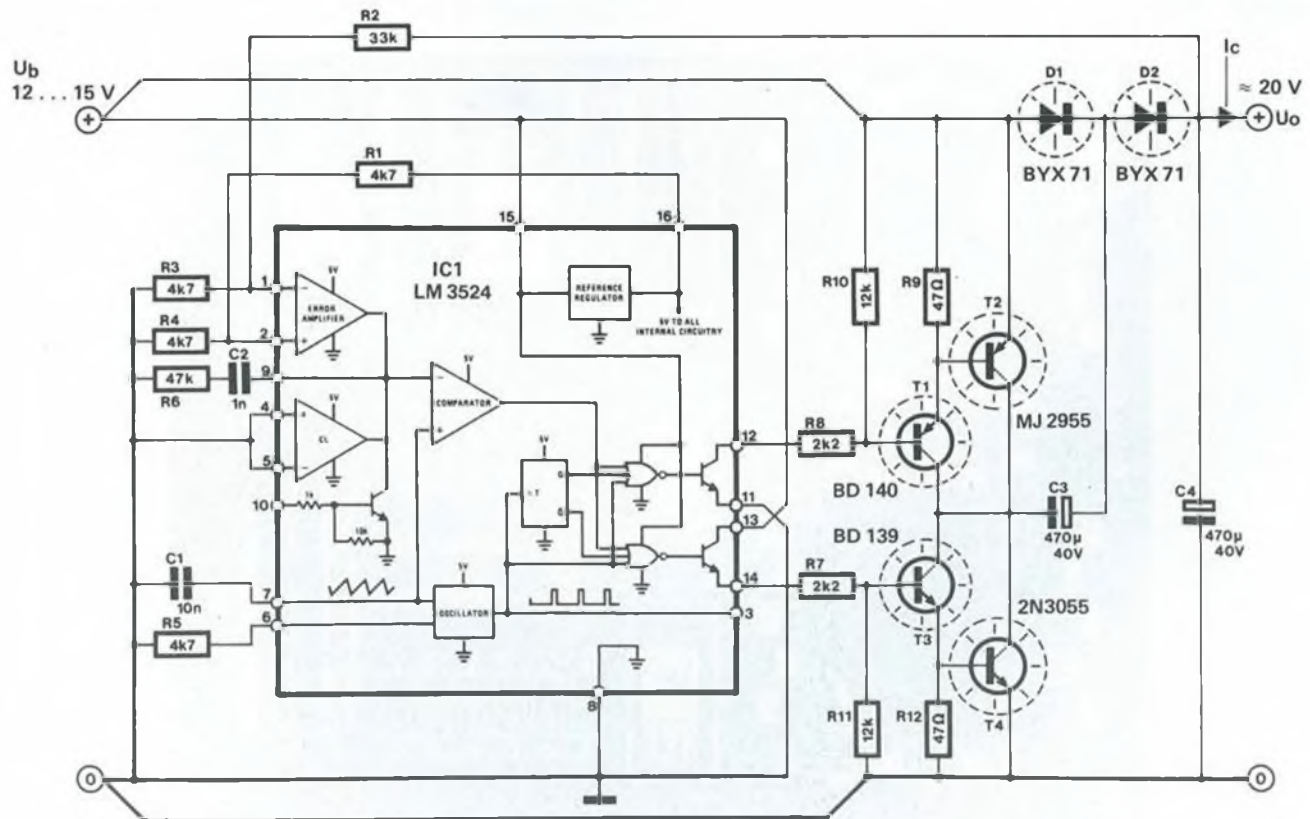 R2
33k
Ub
12 ... 15 V
+
Ic
≈ 20 V
+ Uo
D1
D2
BYX 71
BYX 71
R1
4k7
15
16
R3
4k7
1
R4
4k7
2
C2
47k
R6
1n
9
4
5
10
5V
ERROR AMPLIFIER
IC1
LM 3524
REFERENCE REGULATOR
5V TO ALL INTERNAL CIRCUITRY
5V
COMPARATOR
5V
CL
1k
10k
5V
12
11
13
14
3
R8
2k2
R7
2k2
R10
12k
R9
47Ω
T2
MJ 2955
T1
BD 140
BD 139
T3
C3
470µ
40V
C4
470µ
40V
2N3055
T4
R11
12k
R12
47Ω
C1
10n
7
6
R5
4k7
5V
OSCILLATOR
8
0
0